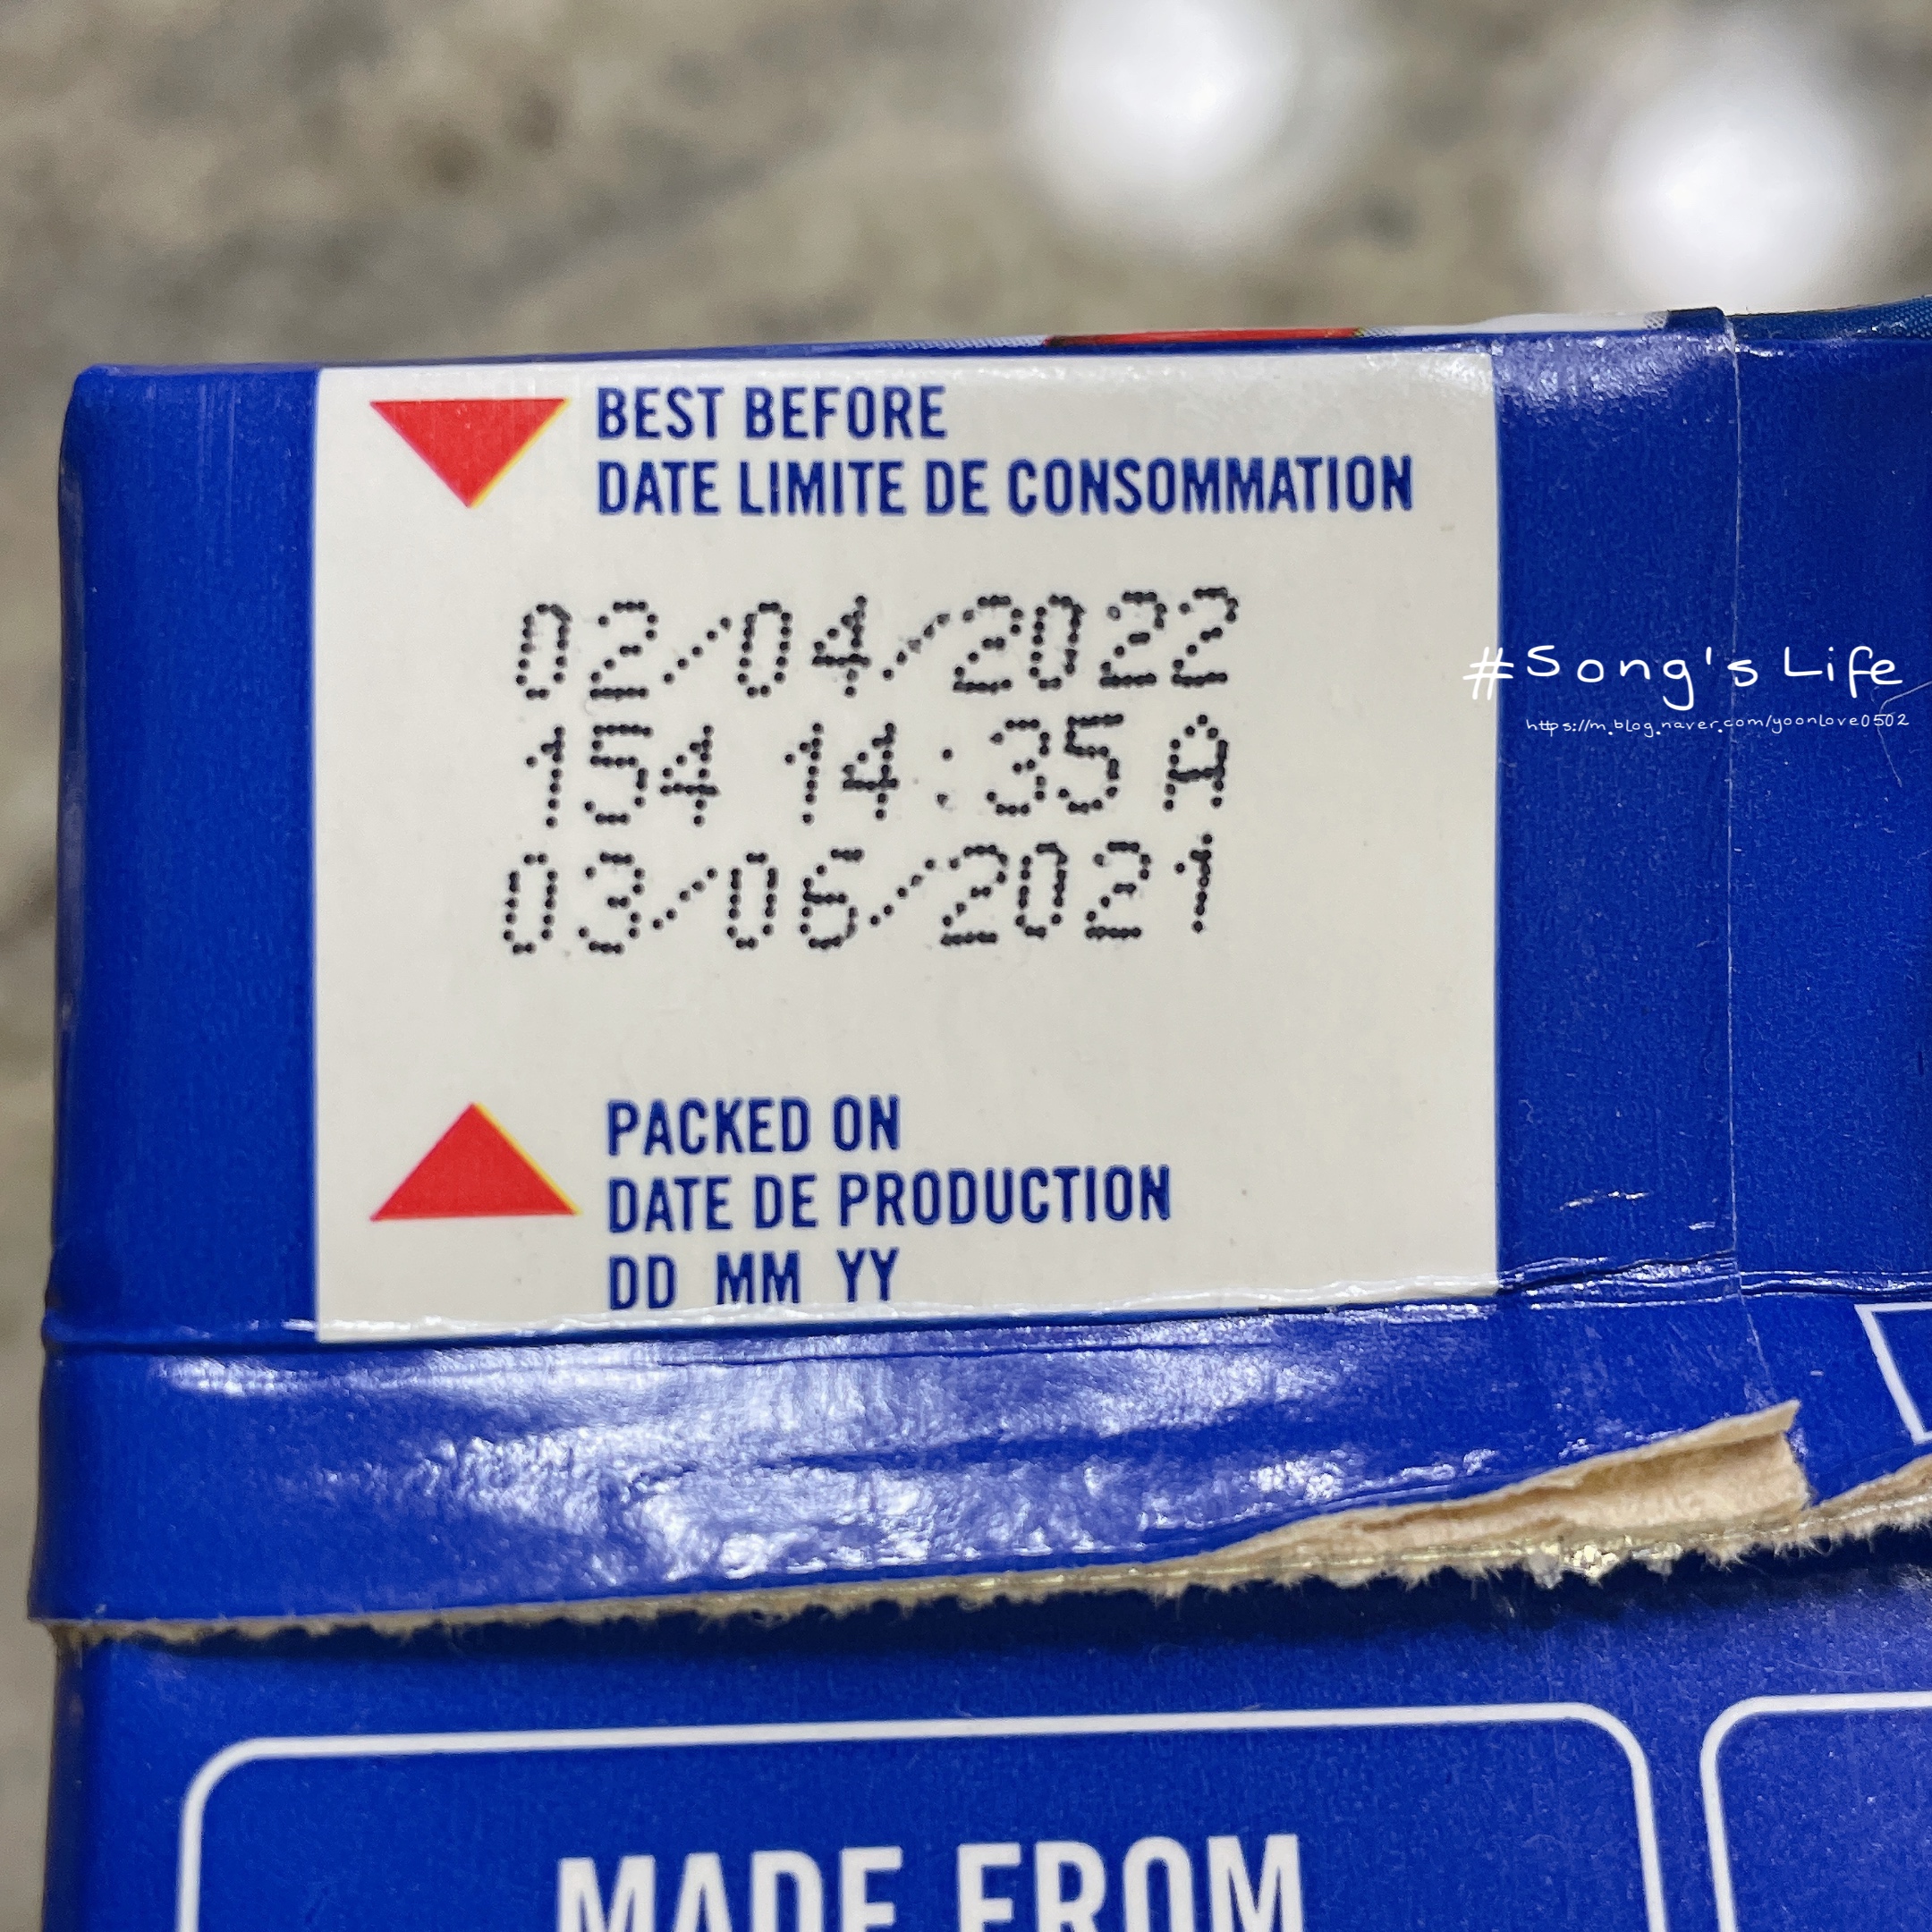 BEST BEFORE
DATE LIMITE DE CONSOMMATION
02/04/2022
154 14:35 A
03/06/2021
#Song's Life
https://m.blog.naver.com/yoonlove0502
PACKED ON
DATE DE PRODUCTION
DD MM YY
MADE FROM